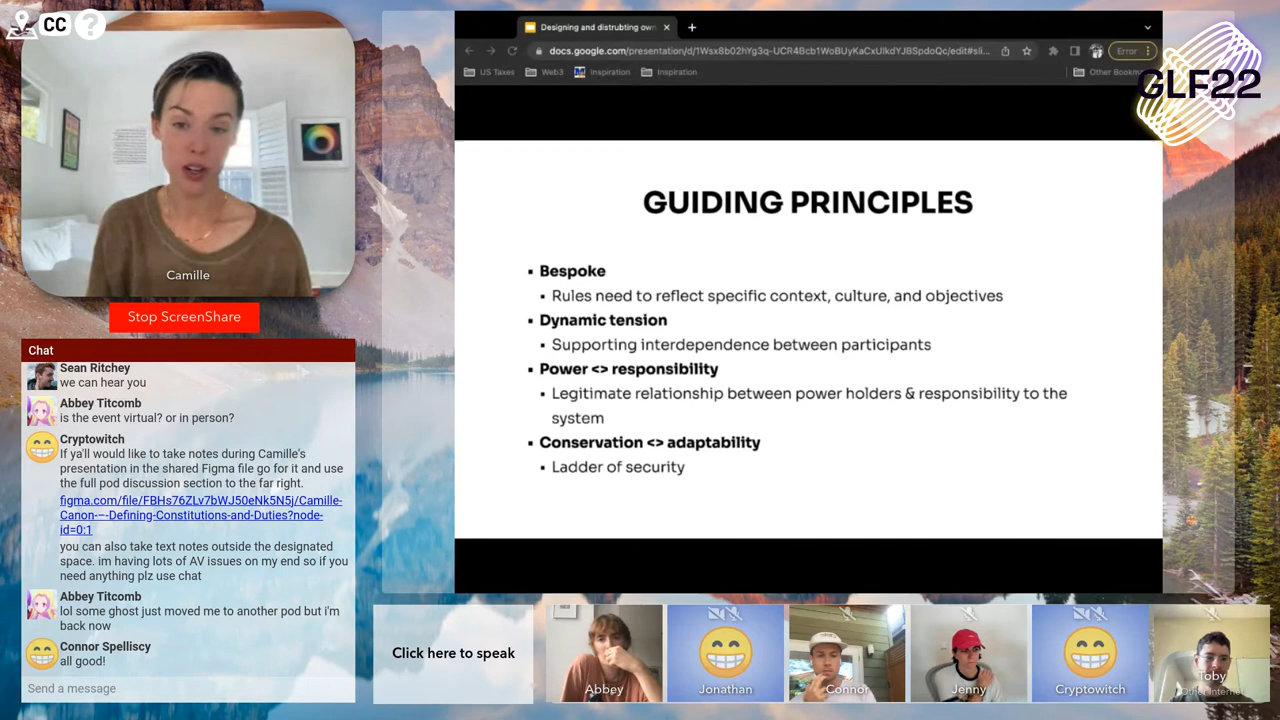 CC
?
Camille
Stop ScreenShare
Chat
Sean Ritchey
we can hear you
Abbey Titcomb
is the event virtual? or in person?
Cryptowitch
If ya'll would like to take notes during Camille's
presentation in the shared Figma file go for it and use
the full pod discussion section to the far right.
figma.com/file/FBHs76ZLv7bWJ50eNk5N5j/Camille-
Canon-–-Defining-Constitutions-and-Duties?node-
id=0:1
you can also take text notes outside the designated
space. im having lots of AV issues on my end so if you
need anything plz use chat
Abbey Titcomb
lol some ghost just moved me to another pod but i'm
back now
Connor Spelliscy
all good!
Send a message
Designing and distrubting own
docs.google.com/presentation/d/1Wsx8b02hYg3q-UCR48cb1WoBUyKaCxUlkdYJBSpdoQc/edit#sli...
Error
US Taxes
Web3
Inspiration
Inspiration
Other Bookm
GLF22
GUIDING PRINCIPLES
▪ Bespoke
▪ Rules need to reflect specific context, culture, and objectives
▪ Dynamic tension
▪ Supporting interdependence between participants
▪ Power <> responsibility
▪ Legitimate relationship between power holders & responsibility to the
system
▪ Conservation <> adaptability
▪ Ladder of security
Click here to speak
Abbey
Jonathan
Connor
Jenny
Cryptowitch
Toby
Other Internet